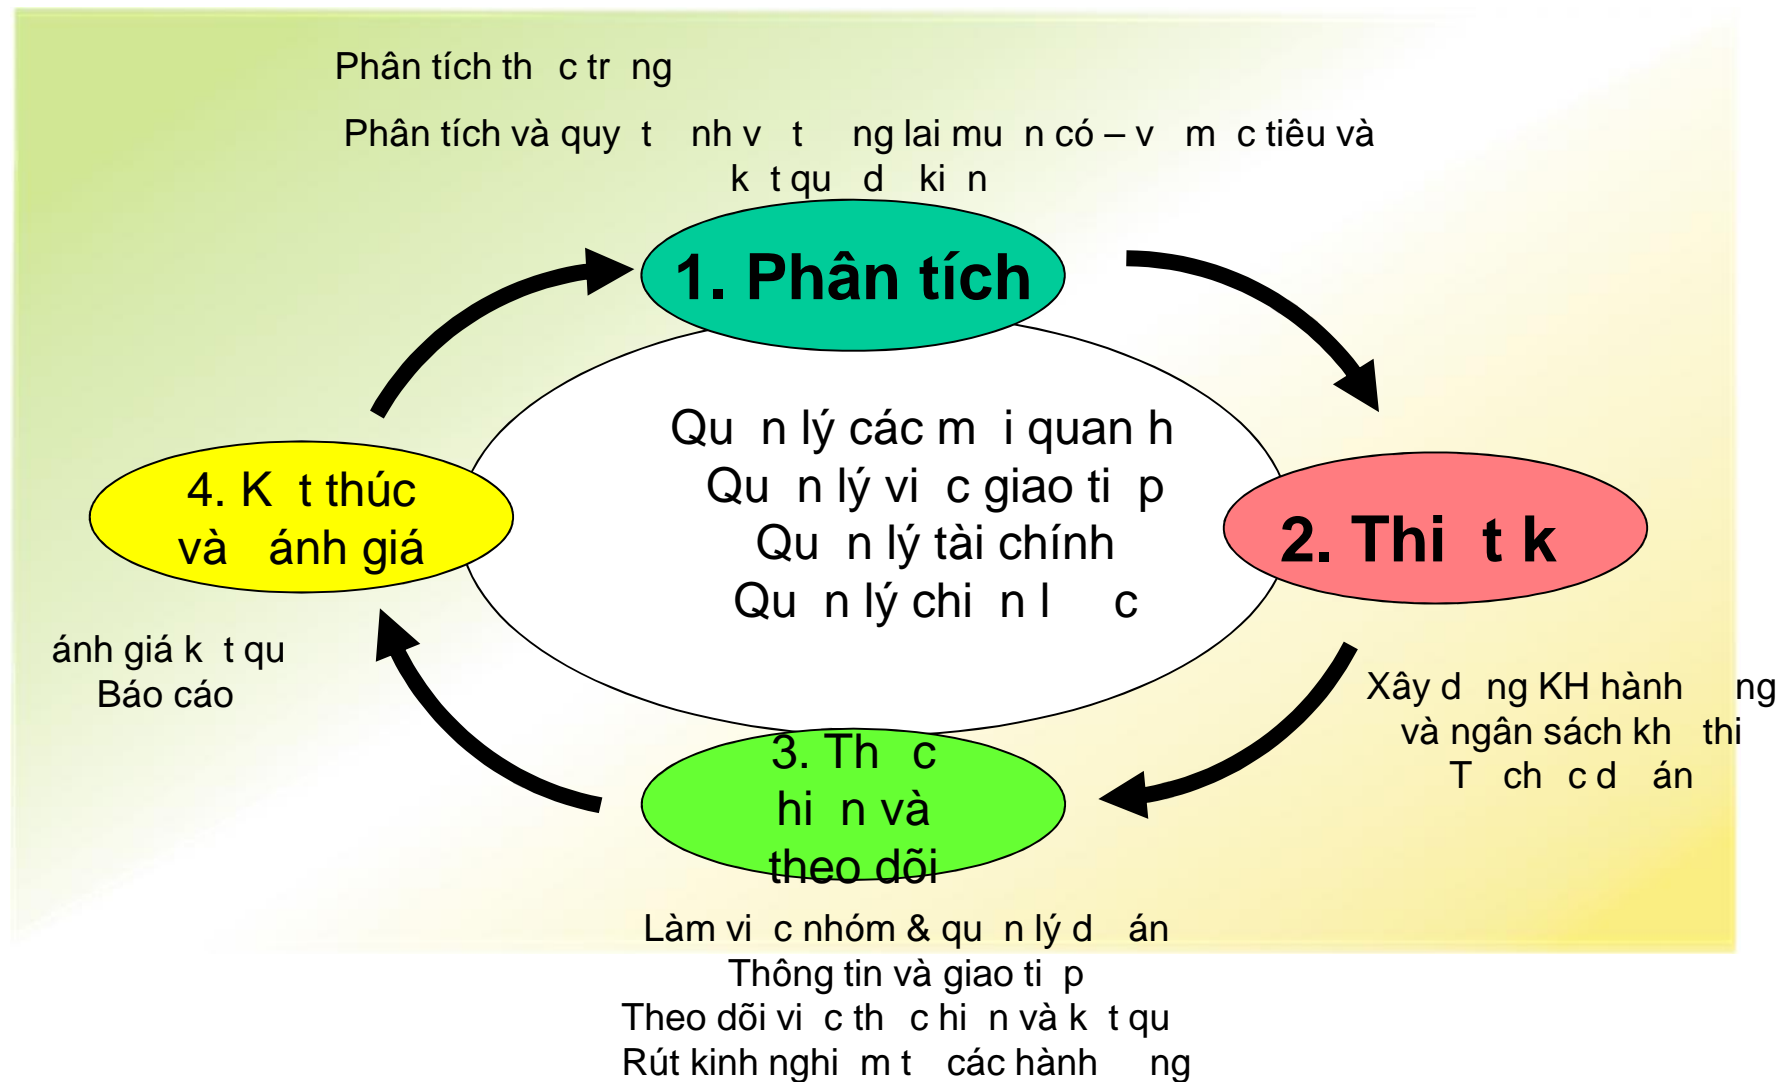 Phân tích th c tr ng
Phân tích và quy t nh v t ng lai mu n có – v m c tiêu và
k t qu d ki n
1. Phân tích
Qu n lý các m i quan h
Qu n lý vi c giao ti p
Qu n lý tài chính
Qu n lý chi n l c
2. Thi t k
Xây d ng KH hành ng
và ngân sách kh thi
T ch c d án
3. Th c
hi n và
theo dõi
Làm vi c nhóm & qu n lý d án
Thông tin và giao ti p
Theo dõi vi c th c hi n và k t qu
Rút kinh nghi m t các hành ng
4. K t thúc
và ánh giá
ánh giá k t qu
Báo cáo